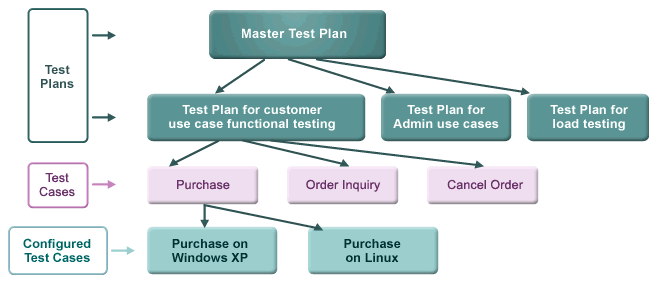 Master Test Plan
Test
Plans
Test Plan for customer
use case functional testing
Test Plan for
Admin use cases
Test Plan for
load testing
Test
Cases
Purchase
Order Inquiry
Cancel Order
Configured
Test Cases
Purchase on
Windows XP
Purchase
on Linux